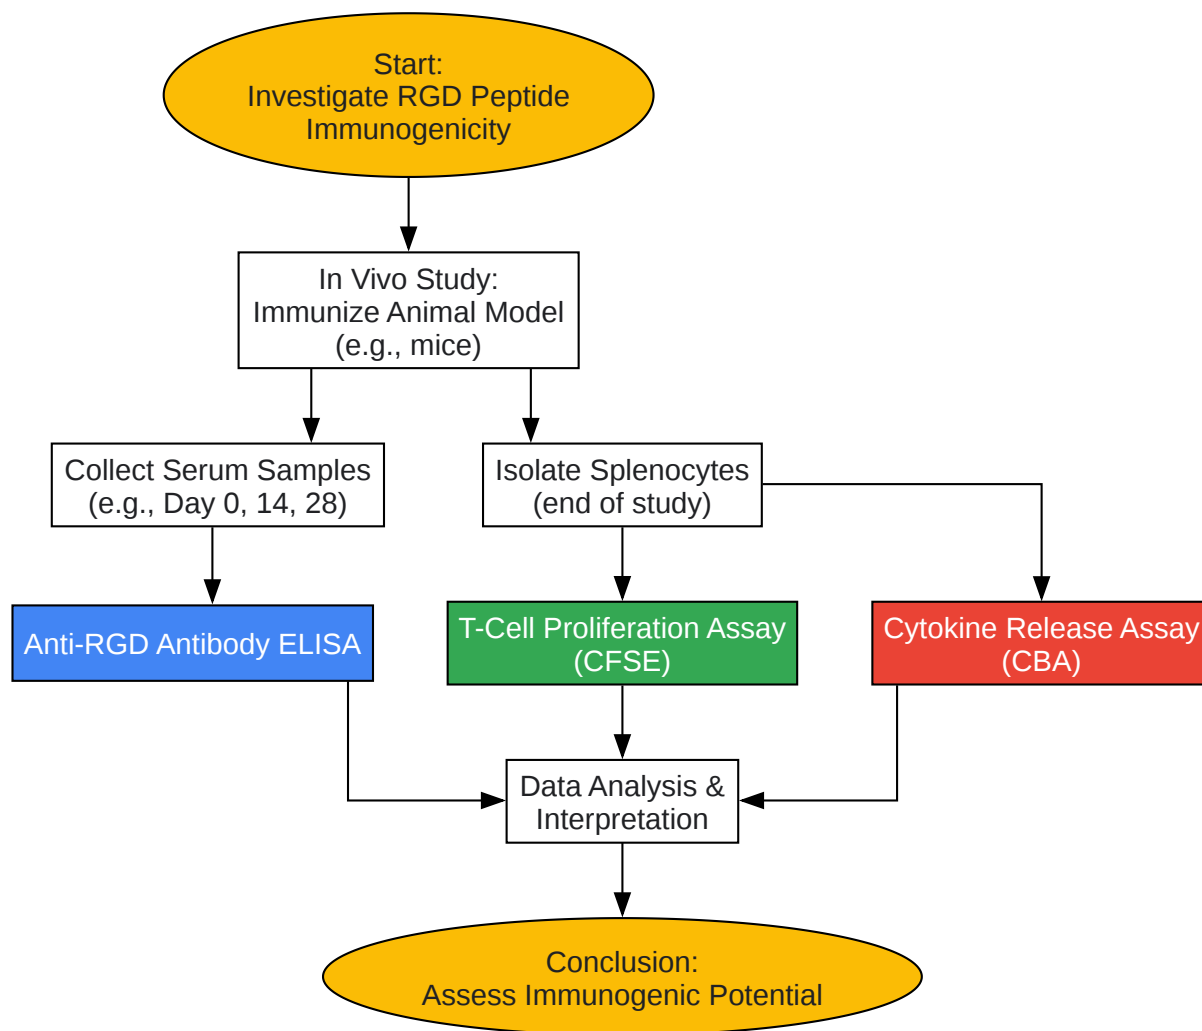 Start:
Investigate RGD Peptide
Immunogenicity
In Vivo Study:
Immunize Animal Model
(e.g., mice)
Collect Serum Samples
(e.g., Day 0, 14, 28)
Isolate Splenocytes
(end of study)
Anti-RGD Antibody ELISA
T-Cell Proliferation Assay
(CFSE)
Cytokine Release Assay
(CBA)
Data Analysis &
Interpretation
Conclusion:
Assess Immunogenic Potential